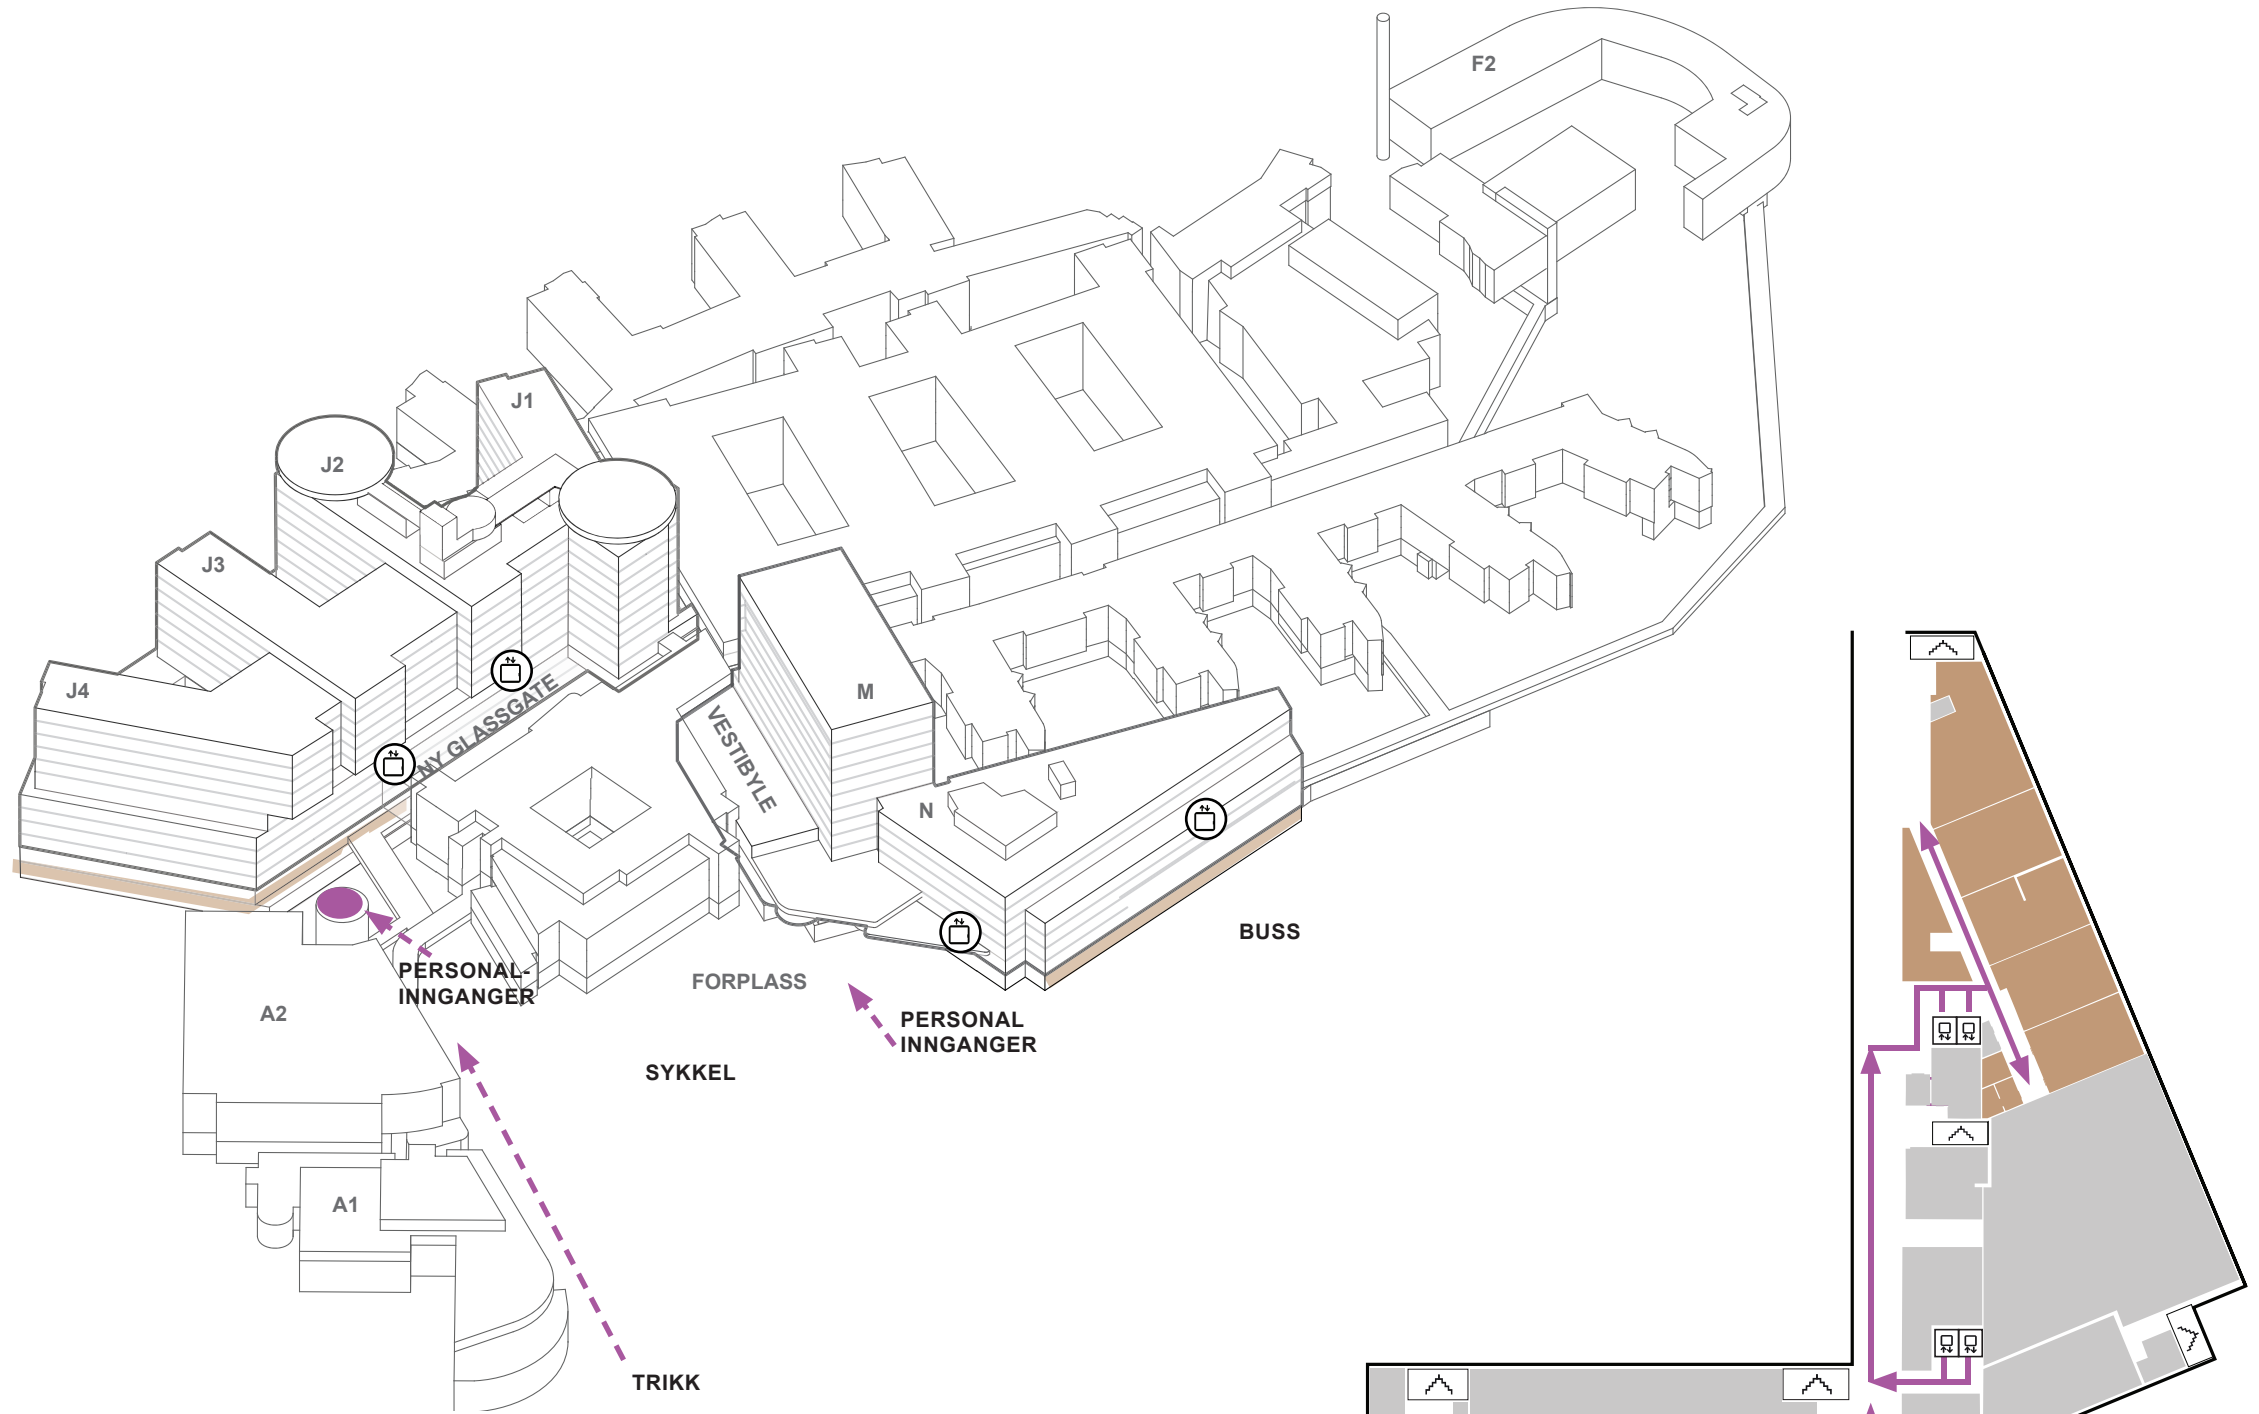 F2
J1
J2
J3
J4
M
NY GLASSGATE
VESTIBYLE
N
BUSS
PERSONAL-
INNGANGER
FORPLASS
A2
PERSONAL
INNGANGER
SYKKEL
A1
TRIKK